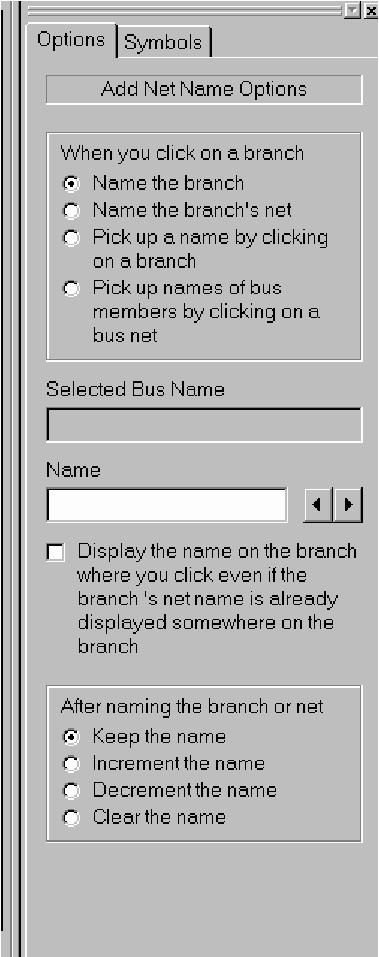 Options Symbols
Add Net Name Options
When you click on a branch
Name the branch
Name the branch's net
Pick up a name by clicking
on a branch
Pick up names of bus
members by clicking on a
bus net
Selected Bus Name
Name
Display the name on the branch
where you click even if the
branch 's net name is already
displayed somewhere on the
branch
After naming the branch or net
Keep the name
Increment the name
Decrement the name
Clear the name